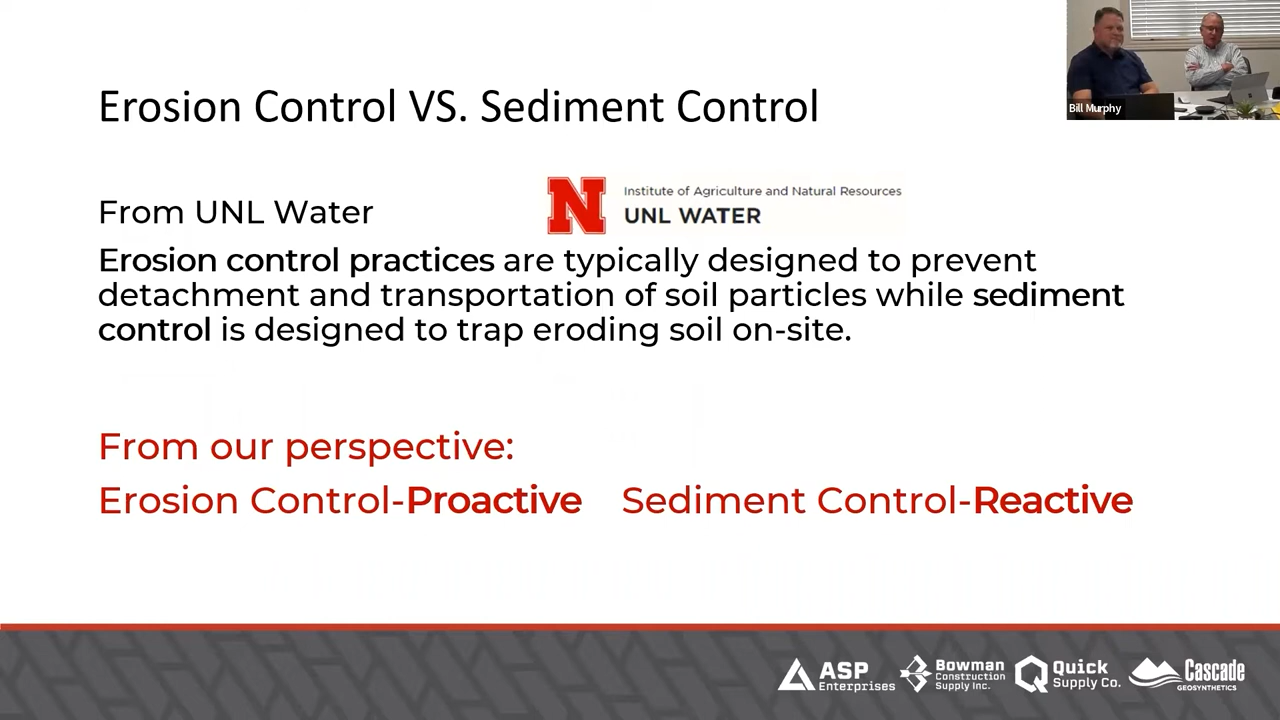 Bill Murphy
Erosion Control VS. Sediment Control
From UNL Water
N
Institute of Agriculture and Natural Resources
UNL WATER
Erosion control practices are typically designed to prevent
detachment and transportation of soil particles while sediment
control is designed to trap eroding soil on-site.
From our perspective:
Erosion Control-Proactive Sediment Control-Reactive
ASP
Enterprises
Bowman
Construction
Supply Inc.
Quick
Supply Co.
Cascade
GEOSYNTHETICS